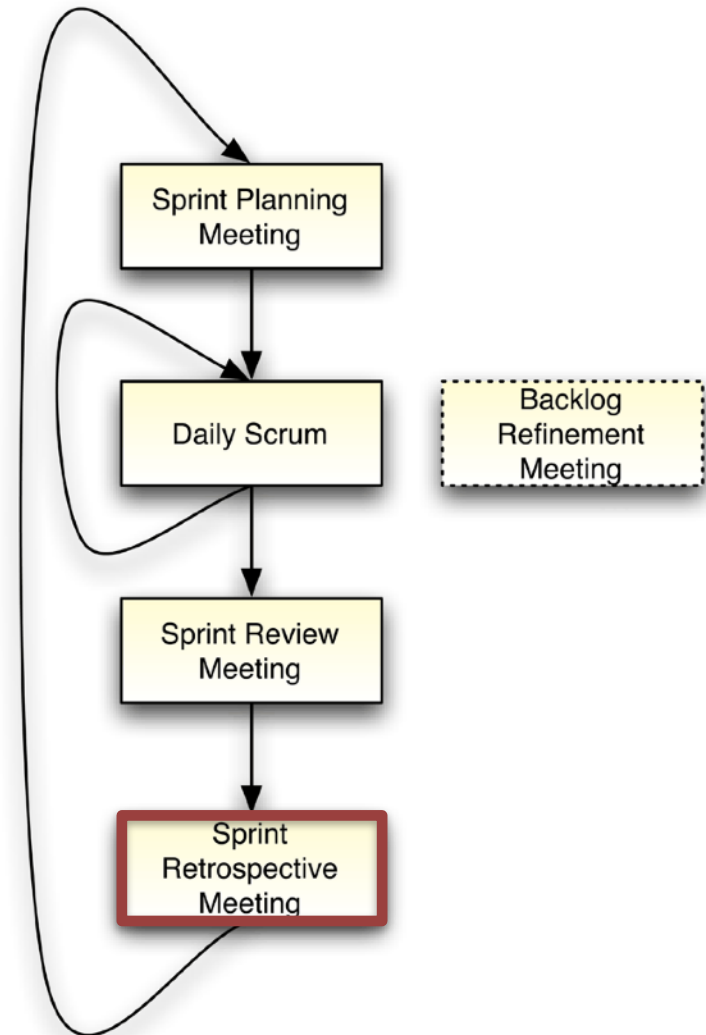 Sprint Planning
Meeting
Daily Scrum
Backlog
Refinement
Meeting
Sprint Review
Meeting
Sprint
Retrospective
Meeting